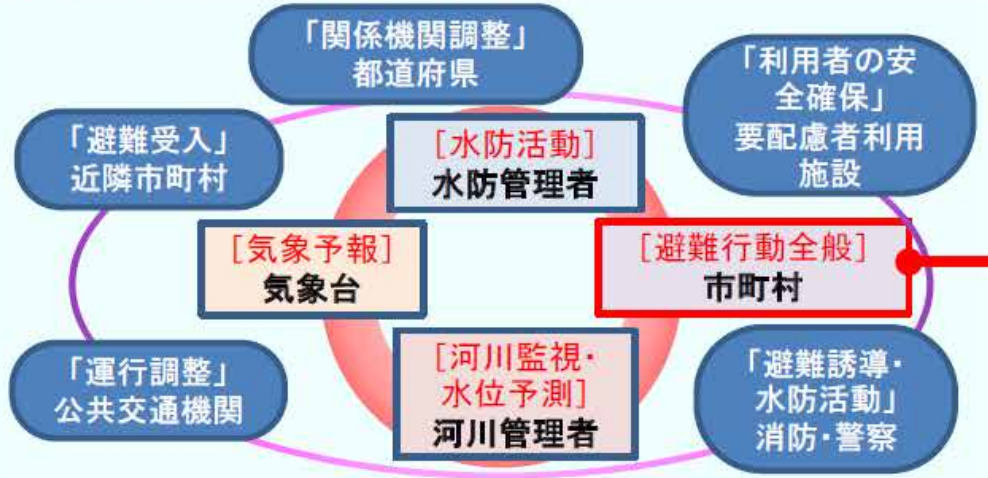 「関係機関調整」
都道府県
「利用者の安
全確保」
要配慮者利用
施設
「避難受入」
近隣市町村
[水防活動]
水防管理者
[気象予報]
気象台
[避難行動全般]
市町村
[河川監視・
水位予測]
河川管理者
「運行調整」
公共交通機関
「避難誘導・
水防活動」
消防・警察